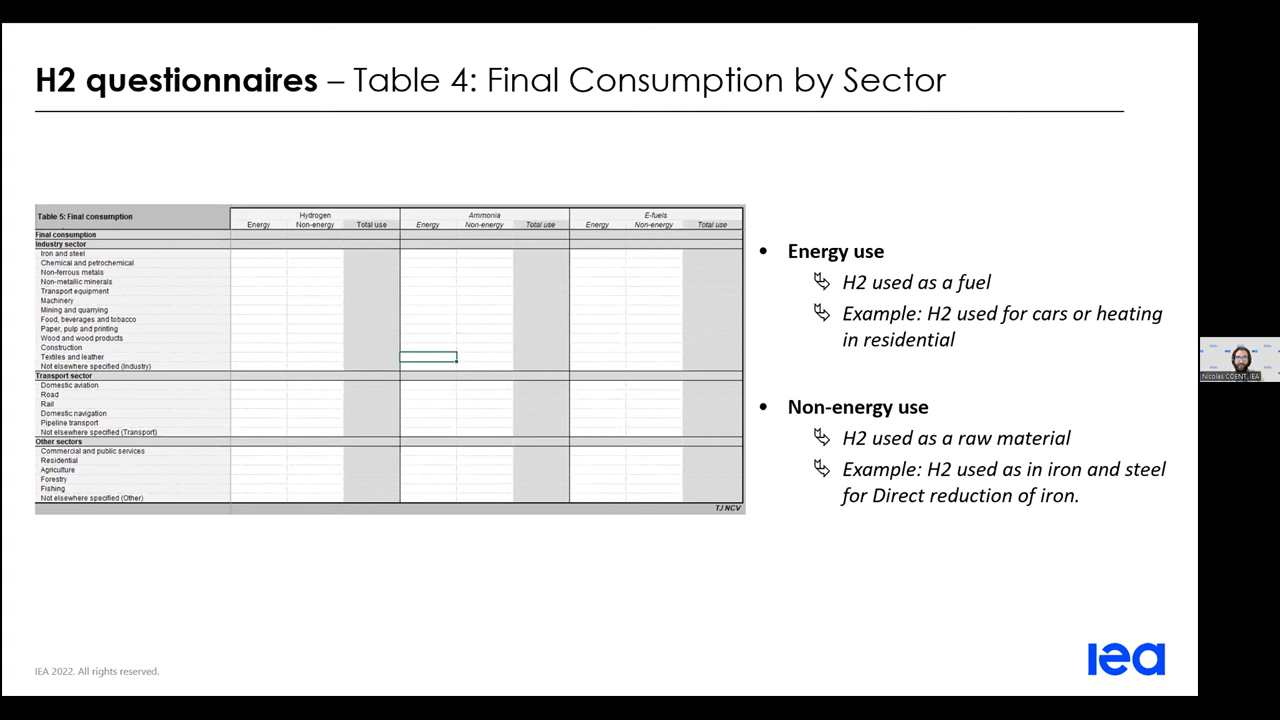 H2 questionnaires – Table 4: Final Consumption by Sector
Table 5: Final consumption
Hydrogen Ammonia E-fuels
Energy Non-energy Total use Energy Non-energy Total use Energy Non-energy Total use
Final consumption
Industry sector
Iron and steel
Chemical and petrochemical
Non-ferrous metals
Non-metallic minerals
Transport equipment
Machinery
Mining and quarrying
Food, beverages and tobacco
Paper, pulp and printing
Wood and wood products
Construction
Textiles and leather
Not elsewhere specified (Industry)
Transport sector
Domestic aviation
Road
Rail
Domestic navigation
Pipeline transport
Not elsewhere specified (Transport)
Other sectors
Commercial and public services
Residential
Agriculture
Forestry
Fishing
Not elsewhere specified (Other)
TJ NCV
• Energy use
H2 used as a fuel
Example: H2 used for cars or heating
in residential
• Non-energy use
H2 used as a raw material
Example: H2 used as in iron and steel
for Direct reduction of iron.
Nicolas COENT, IEA
IEA 2022. All rights reserved.
iea